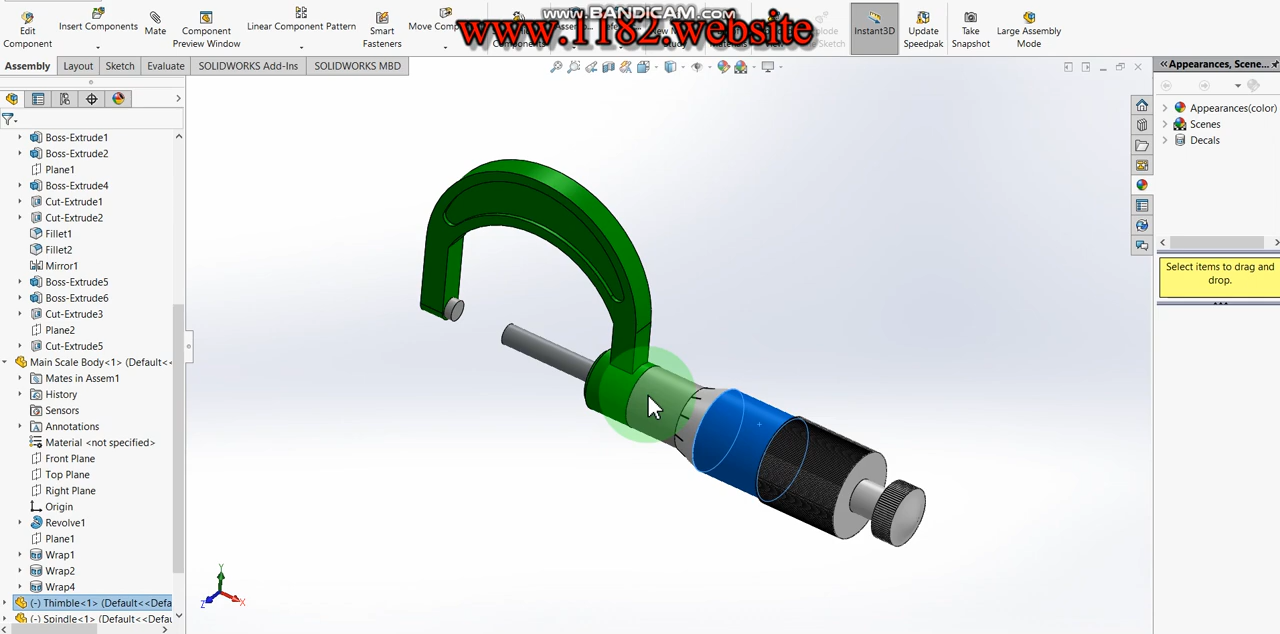 www.BANDICAM.com
www.1182.website
Edit Component
Insert Components
Mate
Component Preview Window
Linear Component Pattern
Smart Fasteners
Move Component
Instant3D
Update Speedpak
Take Snapshot
Large Assembly Mode
Assembly
Layout
Sketch
Evaluate
SOLIDWORKS Add-Ins
SOLIDWORKS MBD
Appearances, Scene...
Boss-Extrude1
Boss-Extrude2
Plane1
Boss-Extrude4
Cut-Extrude1
Cut-Extrude2
Fillet1
Fillet2
Mirror1
Boss-Extrude5
Boss-Extrude6
Cut-Extrude3
Plane2
Cut-Extrude5
Main Scale Body<1> (Default<<
Mates in Assem1
History
Sensors
Annotations
Material <not specified>
Front Plane
Top Plane
Right Plane
Origin
Revolve1
Plane1
Wrap1
Wrap2
Wrap4
(-) Thimble<1> (Default<<Defa
(-) Spindle<1> (Default<<Defau
Appearances(color)
Scenes
Decals
Select items to drag and
drop.
Y
Z
X